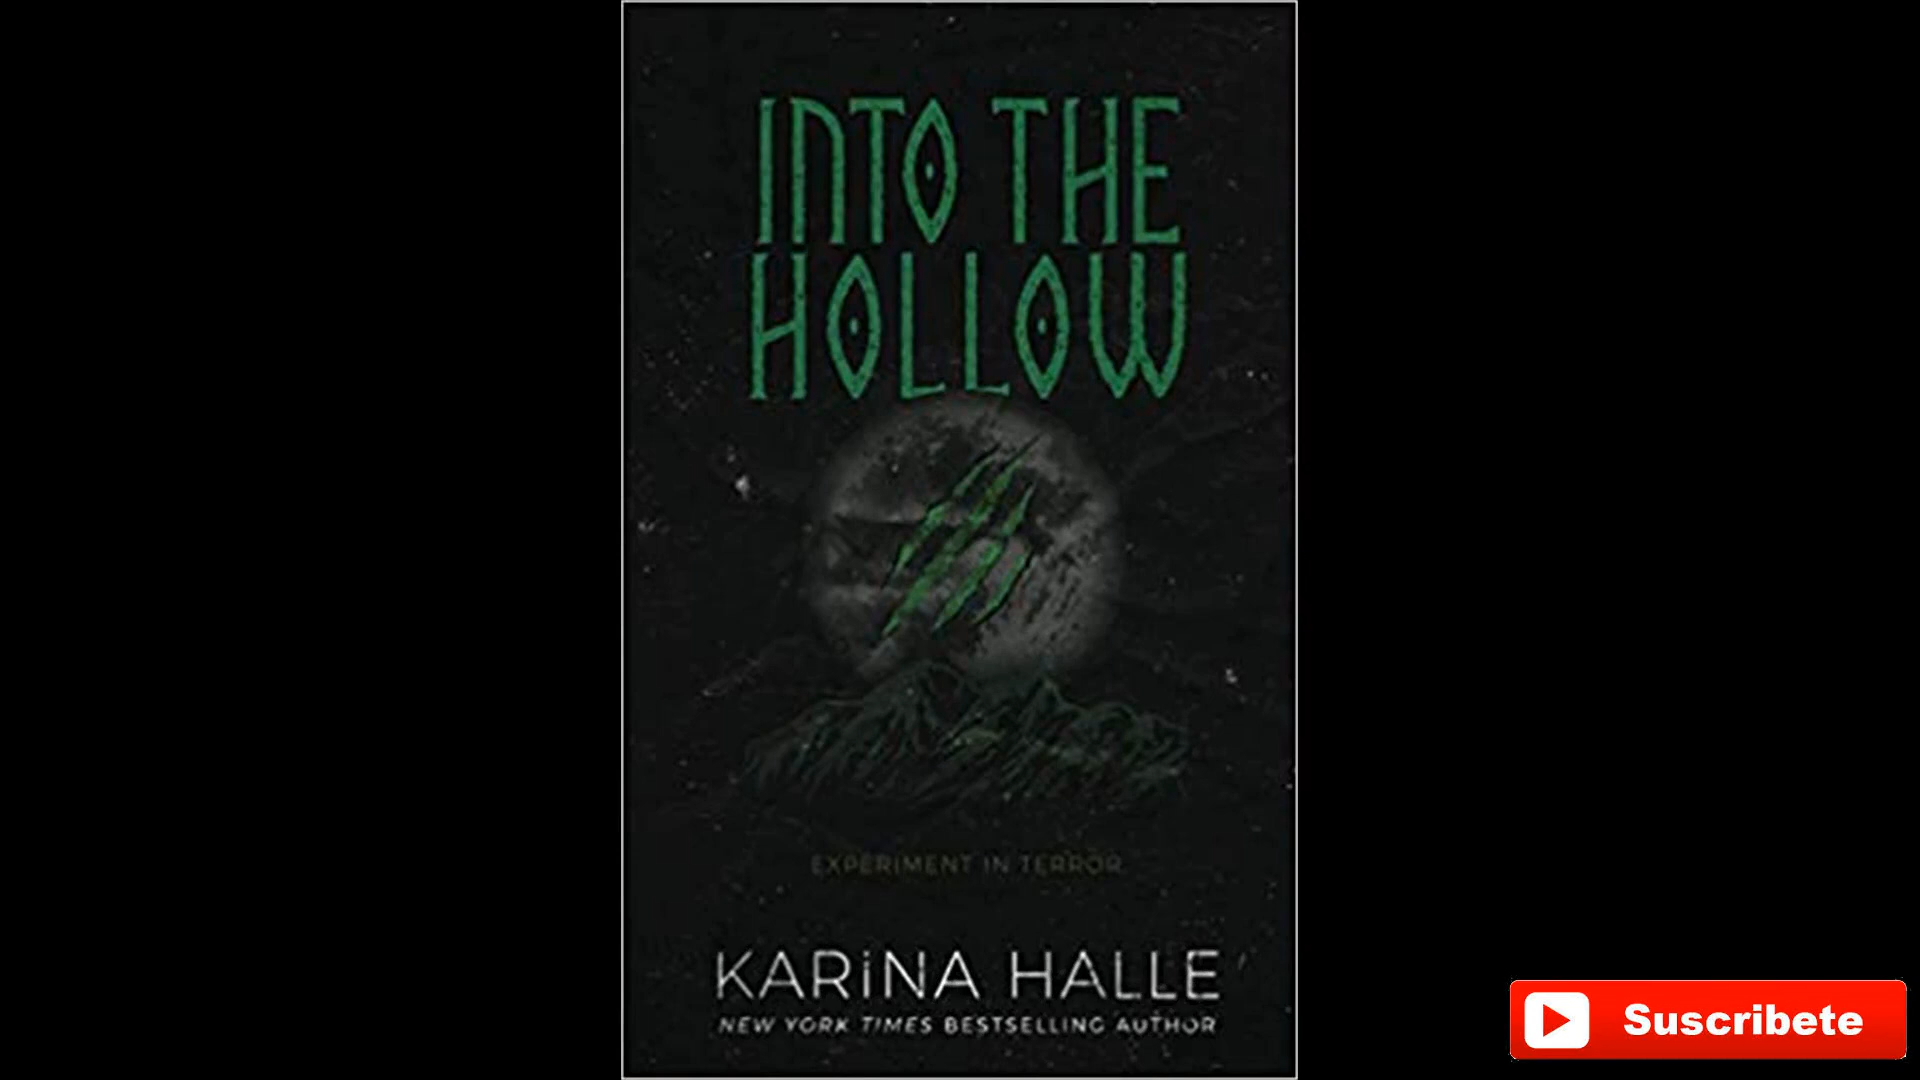 INTO THE
HOLLOW
EXPERIMENT IN TERROR
KARiNA HALLE
NEW YORK TIMES BESTSELLING AUTHOR
Suscribete